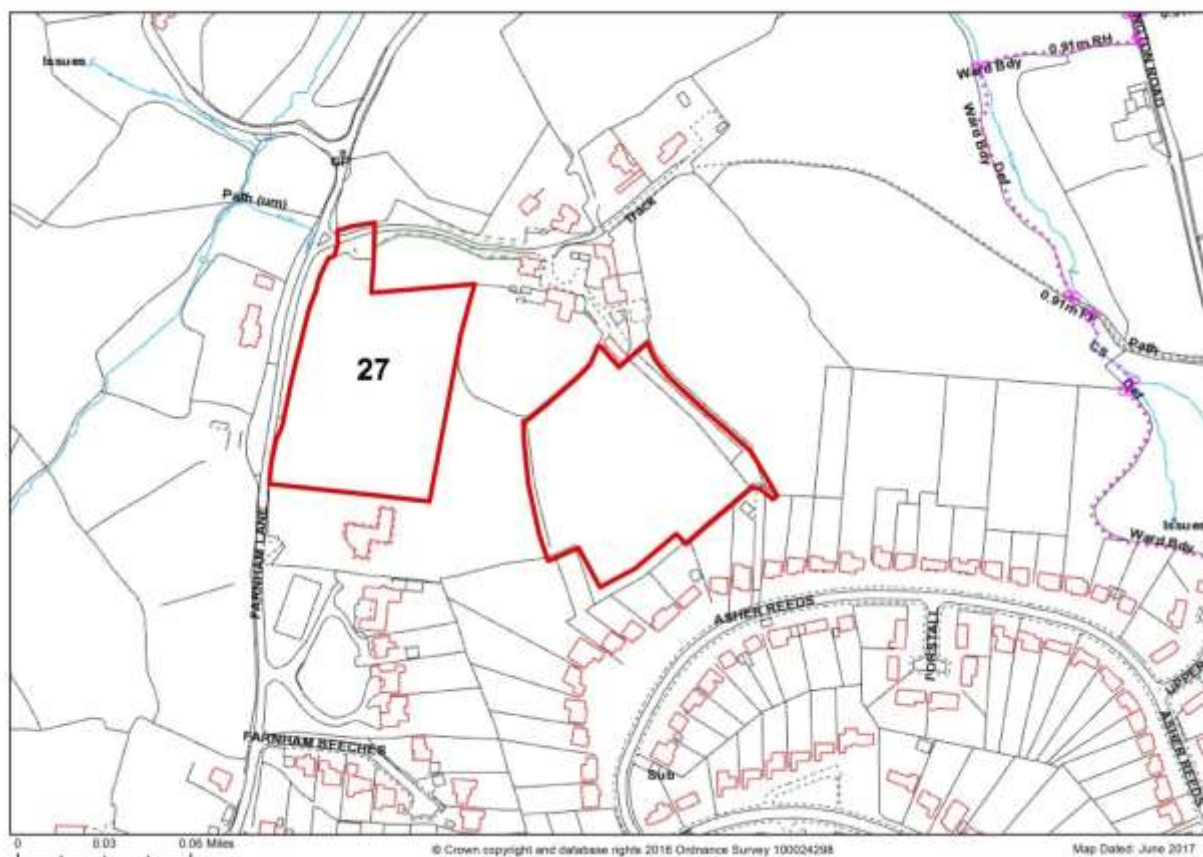 Issues
0.91m RH
Ward Bdy
Ward Bdy
Def
Path (um)
Track
27
0.91m FF
Path
CS
Def
Issues
Ward Bdy
FARNHAM LANE
ASHER REEDS
FORSTALL
UPPER
ASHER REEDS
FARNHAM BEECHES
Sub
0 0.03 0.06 Miles
© Crown copyright and database rights 2016 Ordnance Survey 100024298
Map Dated: June 2017